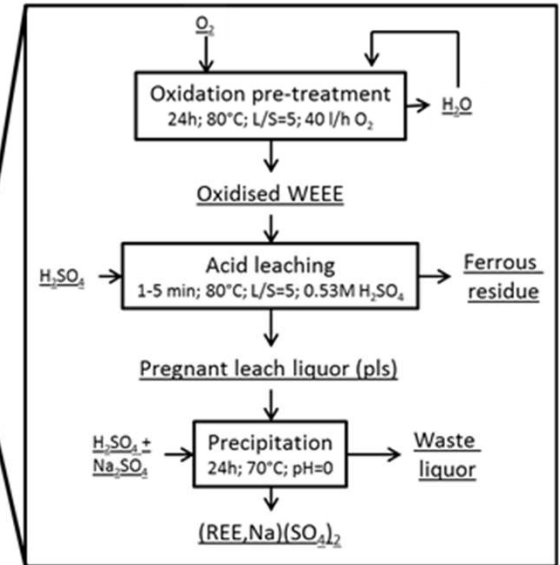 O₂
Oxidation pre-treatment
24h; 80°C; L/S=5; 40 l/h O₂
H₂O
Oxidised WEEE
H₂SO₄
Acid leaching
1-5 min; 80°C; L/S=5; 0.53M H₂SO₄
Ferrous
residue
Pregnant leach liquor (pls)
H₂SO₄ +
Na₂SO₄
Precipitation
24h; 70°C; pH=0
Waste
liquor
(REE,Na)(SO₄)₂